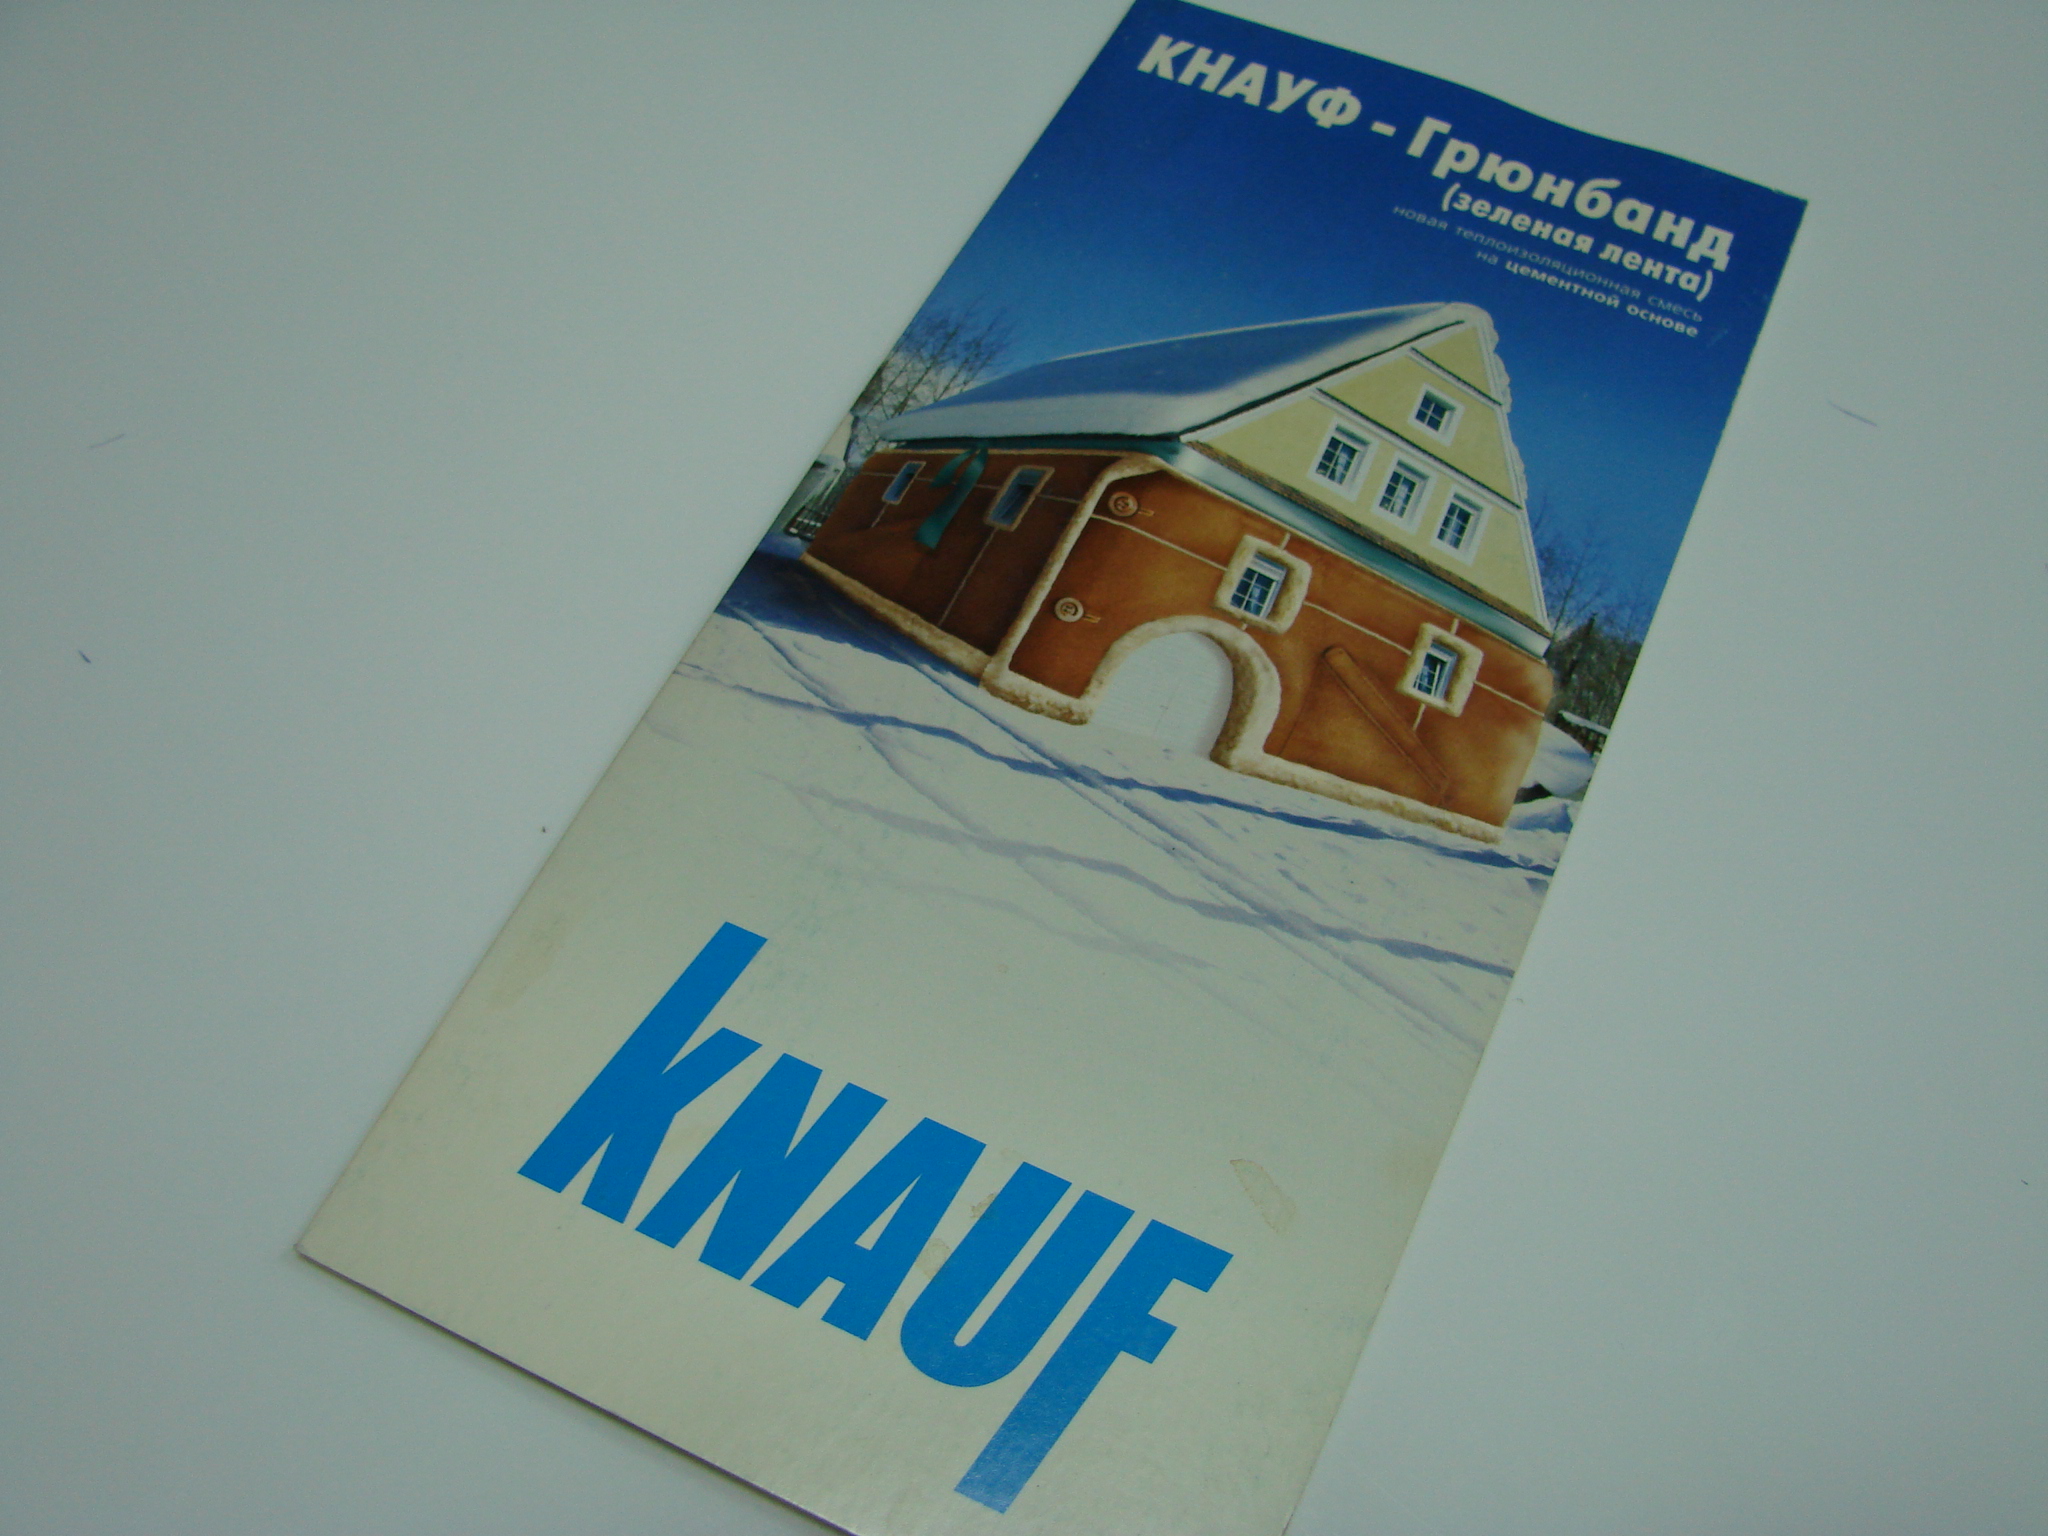 КНАУФ - Грюнбанд
(зеленая лента)
новая теплоизоляционная смесь
на цементной основе
KNAUF